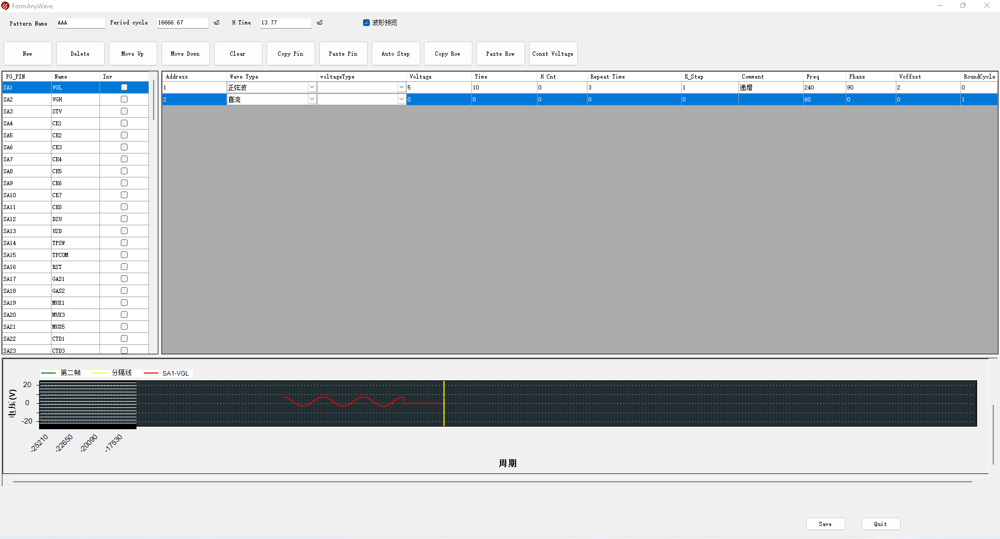 FormAnyWave
Pattern Name AAA Period cycle 16666.67 uS H Time 13.77 uS 波形预览
New Delete Move Up Move Down Clear Copy Pin Paste Pin Auto Step Copy Row Paste Row Const Voltage
PG_PIN Name Inv
SA1 VGL
SA2 VGH
SA3 STV
SA4 CK1
SA5 CK2
SA6 CK3
SA7 CK4
SA8 CK5
SA9 CK6
SA10 CK7
SA11 CK8
SA12 D2U
SA13 U2D
SA14 TPSW
SA15 TPCOM
SA16 RST
SA17 GAS1
SA18 GAS2
SA19 MUX1
SA20 MUX3
SA21 MUX5
SA22 CTD1
SA23 CTD3
Address Wave Type voltageType Voltage Time H Cnt Repeat Time K_Step Comment Freq Phase Voffset RoundCycle
1 正弦波 5 10 0 3 1 递增 240 90 2 0
2 直流 0 0 0 0 0 60 0 0 1
第二帧 分隔线 SA1-VGL
电压(V)
20
0
-20
-25210 -22650 -20090 -17530
周期
Save Quit